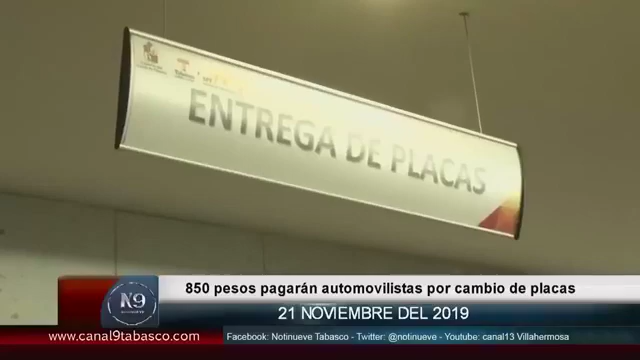 ENTREGA DE PLACAS
850 pesos pagarán automovilistas por cambio de placas
N9
21 NOVIEMBRE DEL 2019
www.canal9tabasco.com
Facebook: Notinueve Tabasco - Twitter: @notinueve - Youtube: canal13 Villahermosa